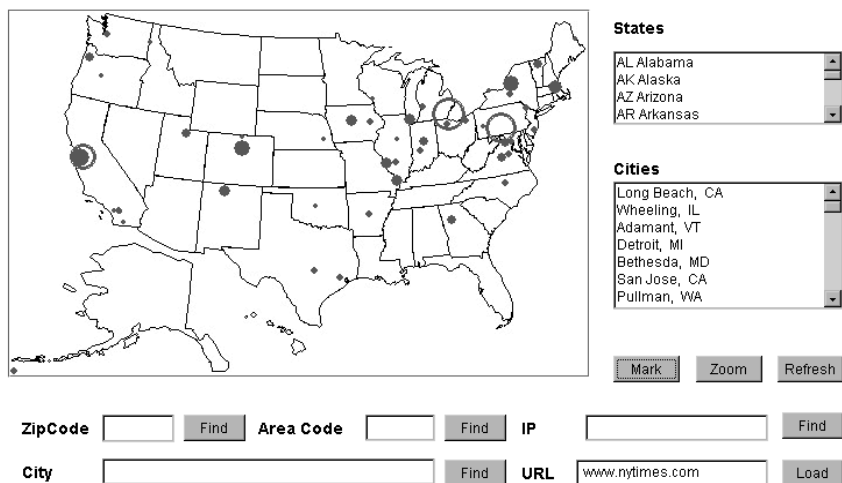 States
AL Alabama
AK Alaska
AZ Arizona
AR Arkansas
Cities
Long Beach, CA
Wheeling, IL
Adamant, VT
Detroit, MI
Bethesda, MD
San Jose, CA
Pullman, WA
Mark Zoom Refresh
ZipCode Find Area Code Find IP Find
City Find URL www.nytimes.com Load